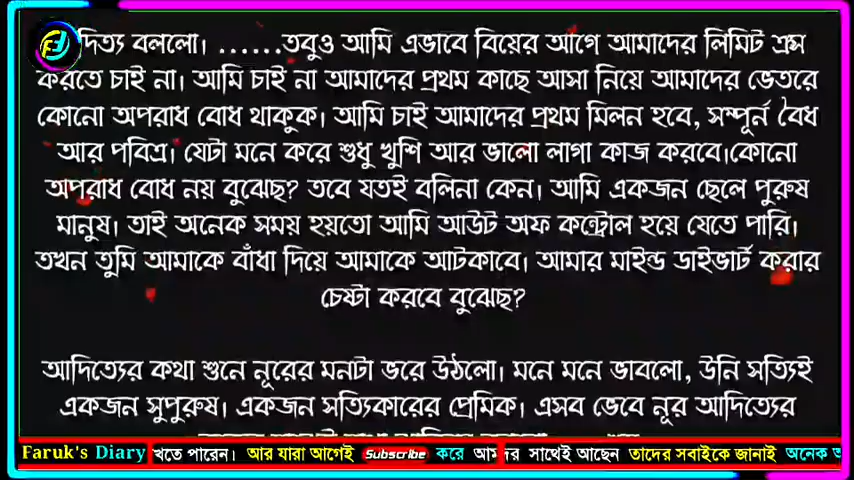 দিত্য বললো। ......তবুও আমি এভাবে বিয়ের আগে আমাদের লিমিট ক্রস
করতে চাই না। আমি চাই না আমাদের প্রথম কাছে আসা নিয়ে আমাদের ভেতরে
কোনো অপরাধ বোধ থাকুক। আমি চাই আমাদের প্রথম মিলন হবে, সম্পূর্ন বৈধ
আর পবিত্র। যেটা মনে করে শুধু খুশি আর ভালো লাগা কাজ করবে।কোনো
অপরাধ বোধ নয় বুঝেছ? তবে যতই বলিনা কেন। আমি একজন ছেলে পুরুষ
মানুষ। তাই অনেক সময় হয়তো আমি আউট অফ কন্ট্রোল হয়ে যেতে পারি।
তখন তুমি আমাকে বাঁধা দিয়ে আমাকে আটকাবে। আমার মাইন্ড ডাইভার্ট করার
চেষ্টা করবে বুঝেছ?
আদিত্যের কথা শুনে নূরের মনটা ভরে উঠলো। মনে মনে ভাবলো, উনি সত্যিই
একজন সুপুরুষ। একজন সত্যিকারের প্রেমিক। এসব ভেবে নূর আদিত্যের
Faruk's Diary খতে পারেন। আর যারা আগেই Subscribe করে আমাদের সাথেই আছেন তাদের সবাইকে জানাই অনেক